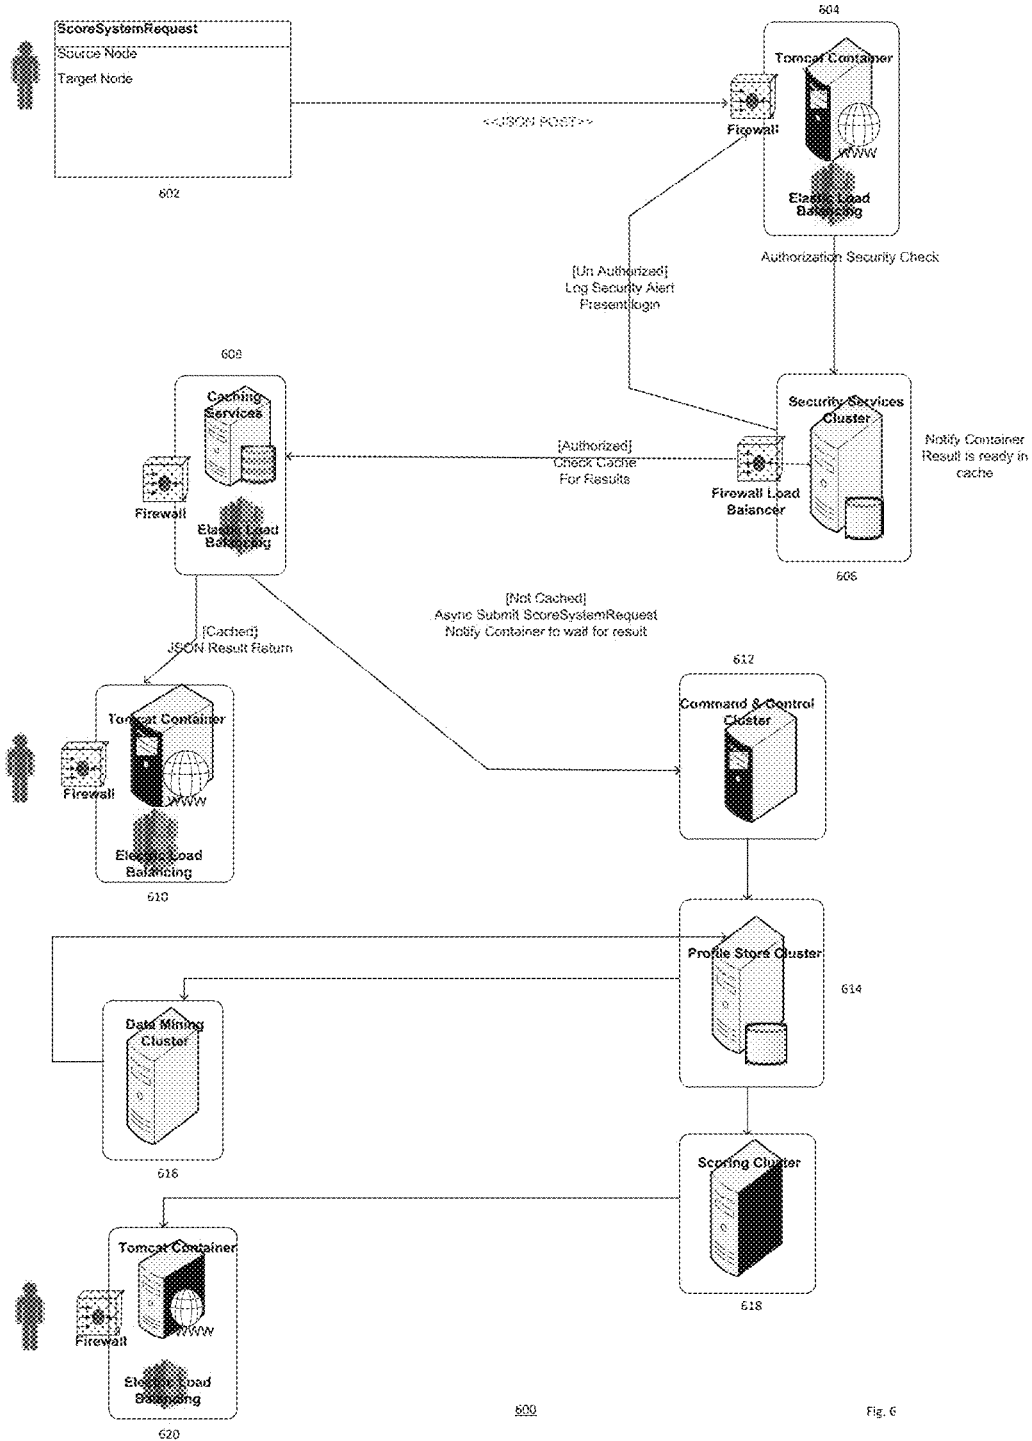 604
ScoreSystemRequest
Source Node
Target Node
602
<<JSON POST>>
Tomcat Container
Firewall
WWW
Elastic Load
Balancing
Authorization Security Check
[Un Authorized]
Log Security Alert
Present login
608
Caching
Services
Firewall
Elastic Load
Balancing
[Authorized]
Check Cache
For Results
Security Services
Cluster
Firewall Load
Balancer
606
Notify Container
Result is ready in
cache
[Not Cached]
Async Submit ScoreSystemRequest
Notify Container to wait for result
[Cached]
JSON Result Return
Tomcat Container
Firewall
WWW
Elastic Load
Balancing
610
612
Command & Control
Cluster
Profile Store Cluster
614
Data Mining
Cluster
616
Scoring Cluster
618
Tomcat Container
Firewall
WWW
Elastic Load
Balancing
620
600
Fig. 6